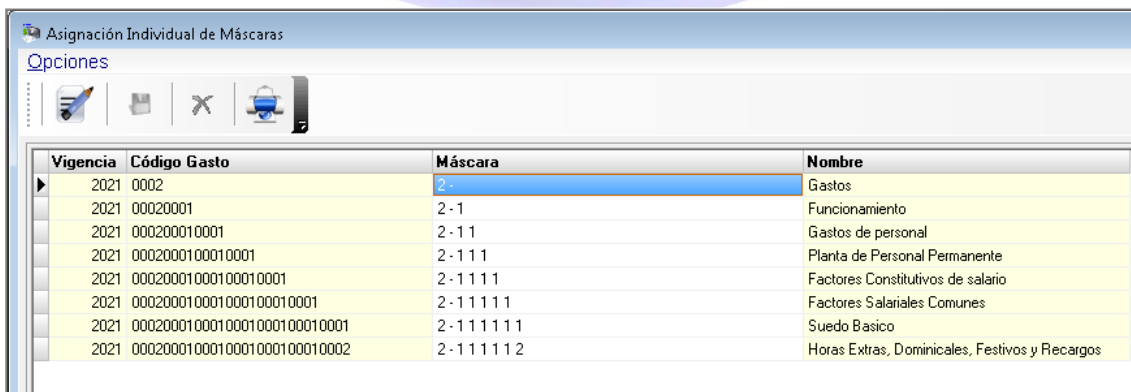 Asignación Individual de Máscaras
Opciones
Vigencia Código Gasto Máscara Nombre
2021 0002 2 - Gastos
2021 00020001 2 - 1 Funcionamiento
2021 000200010001 2 - 1 1 Gastos de personal
2021 0002000100010001 2 - 1 1 1 Planta de Personal Permanente
2021 00020001000100010001 2 - 1 1 1 1 Factores Constitutivos de salario
2021 000200010001000100010001 2 - 1 1 1 1 1 Factores Salariales Comunes
2021 0002000100010001000100010001 2 - 1 1 1 1 1 1 Suedo Basico
2021 0002000100010001000100010002 2 - 1 1 1 1 1 2 Horas Extras, Dominicales, Festivos y Recargos